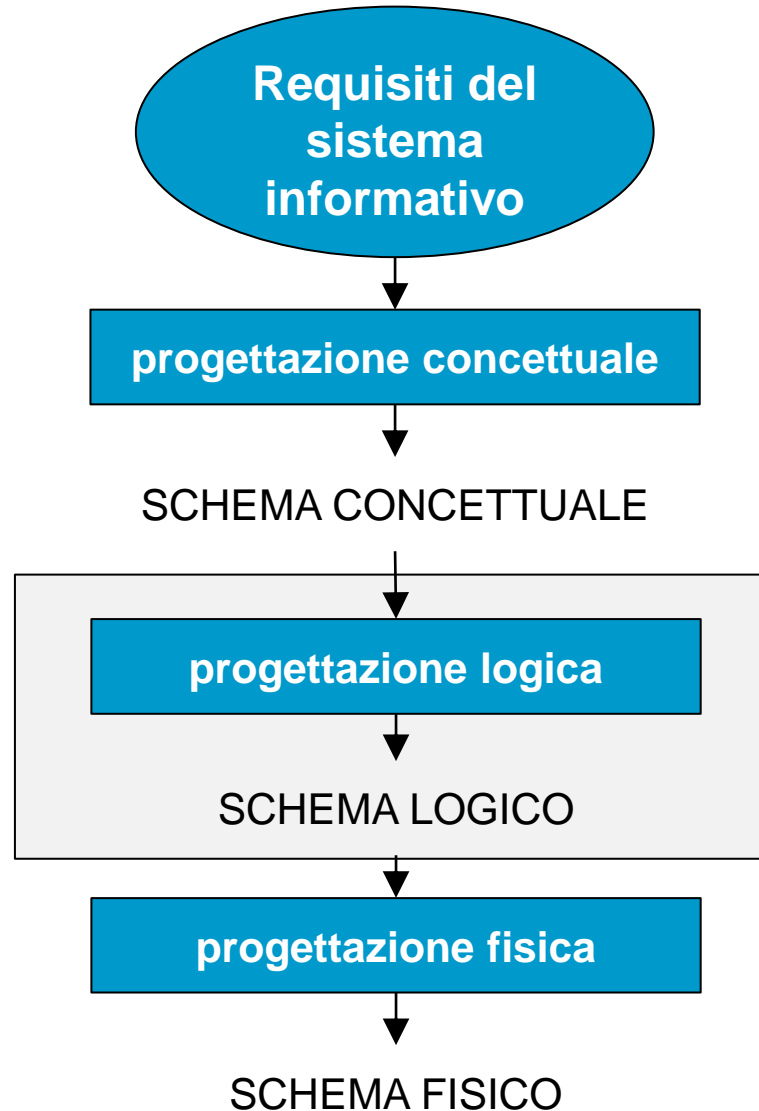 Requisiti del
sistema
informativo
progettazione concettuale
SCHEMA CONCETTUALE
progettazione logica
SCHEMA LOGICO
progettazione fisica
SCHEMA FISICO